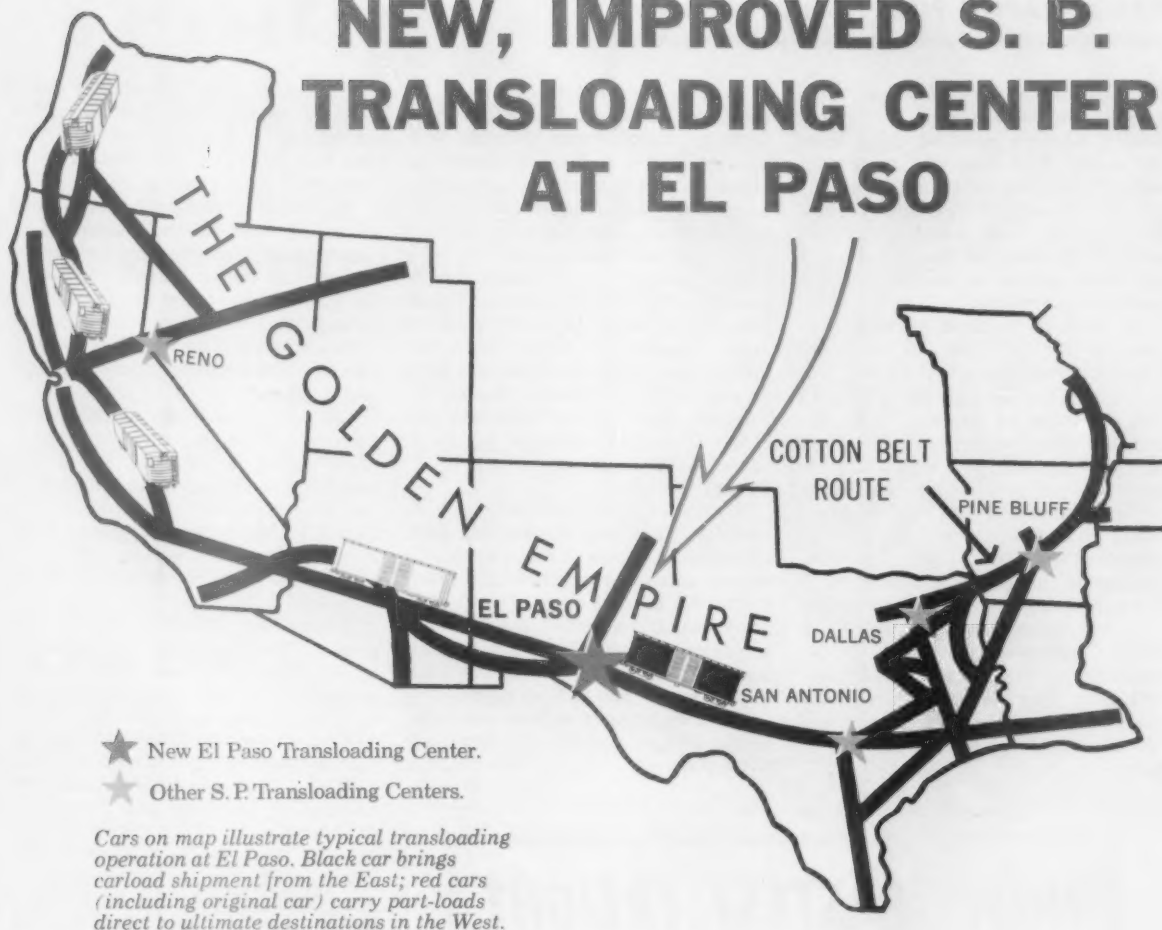 NEW, IMPROVED S. P.
TRANSLOADING CENTER
AT EL PASO
THE
GOLDEN
EMPIRE
RENO
COTTON BELT
ROUTE
PINE BLUFF
EL PASO
DALLAS
SAN ANTONIO
New El Paso Transloading Center.
Other S. P. Transloading Centers.
Cars on map illustrate typical transloading
operation at El Paso. Black car brings
carload shipment from the East; red cars
(including original car) carry part-loads
direct to ultimate destinations in the West.